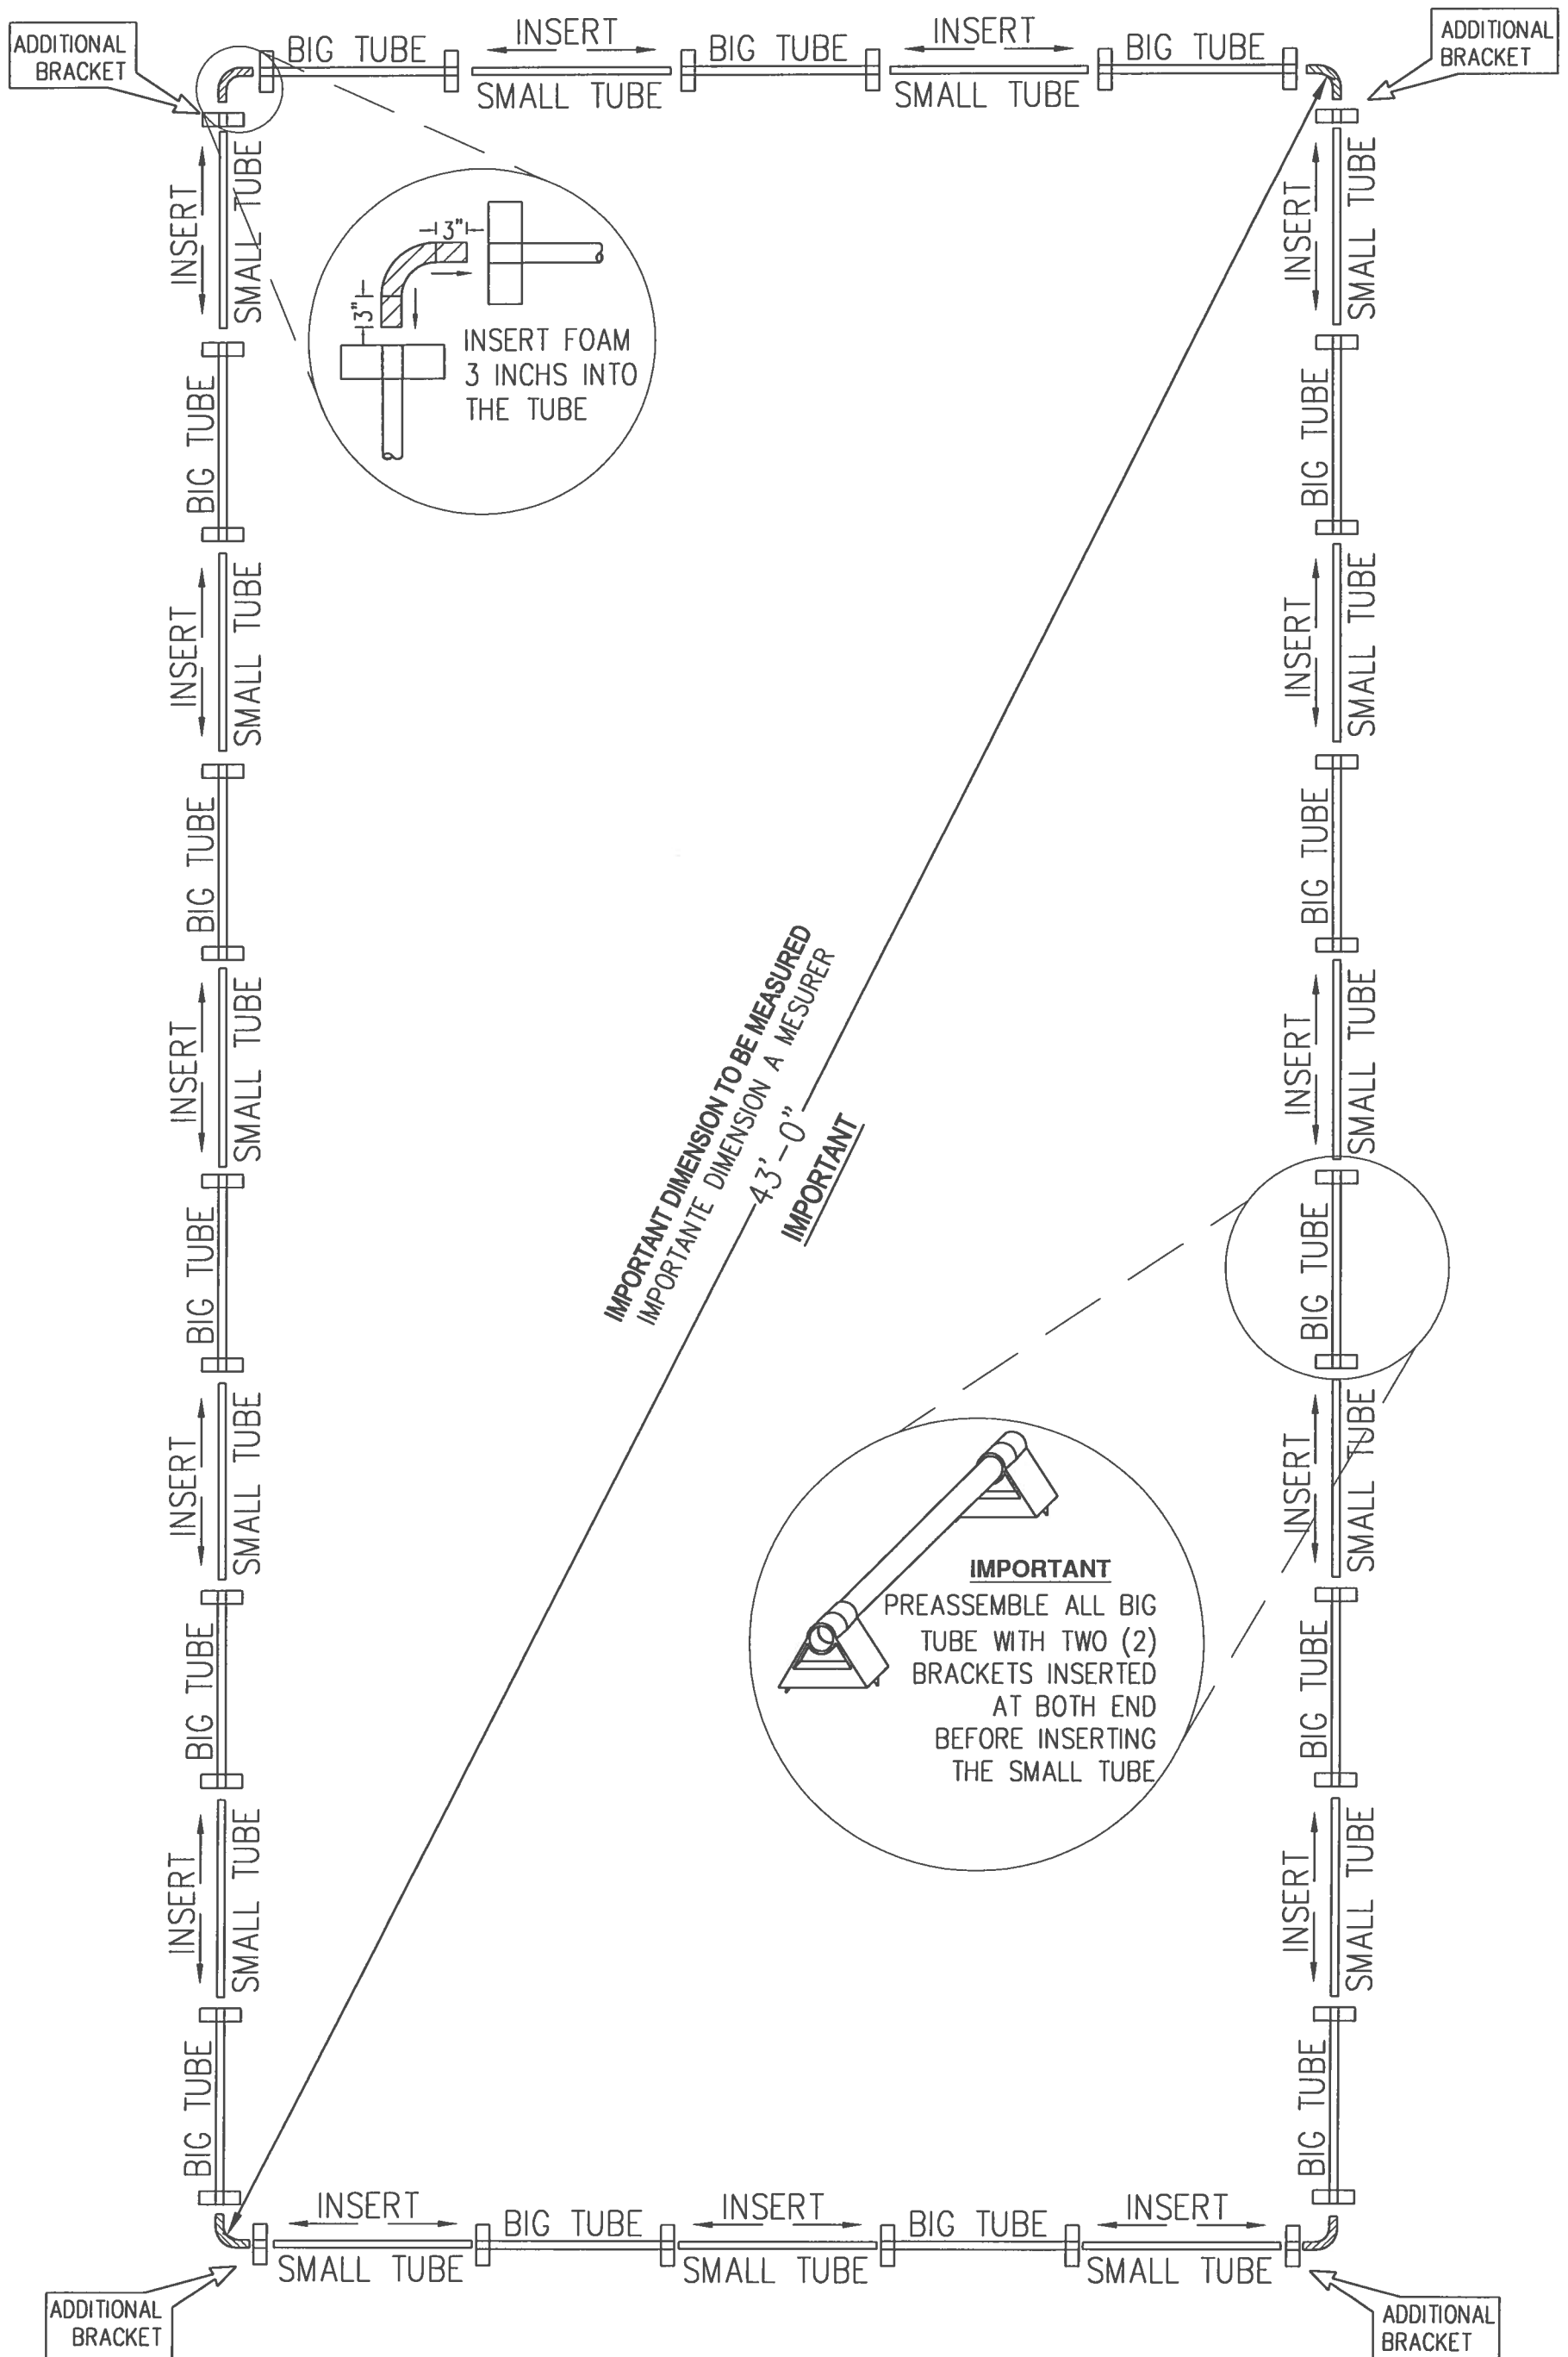 ADDITIONAL
BRACKET
BIG TUBE
INSERT
SMALL TUBE
BIG TUBE
INSERT
SMALL TUBE
BIG TUBE
ADDITIONAL
BRACKET
INSERT
SMALL TUBE
BIG TUBE
INSERT
SMALL TUBE
BIG TUBE
INSERT
SMALL TUBE
BIG TUBE
INSERT
SMALL TUBE
BIG TUBE
INSERT
SMALL TUBE
BIG TUBE
3"
3"
INSERT FOAM
3 INCHS INTO
THE TUBE
IMPORTANT DIMENSION TO BE MEASURED
IMPORTANTE DIMENSION A MESURER
43'-0"
IMPORTANT
IMPORTANT
PREASSEMBLE ALL BIG
TUBE WITH TWO (2)
BRACKETS INSERTED
AT BOTH END
BEFORE INSERTING
THE SMALL TUBE
INSERT
SMALL TUBE
BIG TUBE
INSERT
SMALL TUBE
BIG TUBE
INSERT
SMALL TUBE
BIG TUBE
INSERT
SMALL TUBE
BIG TUBE
INSERT
SMALL TUBE
BIG TUBE
INSERT
SMALL TUBE
BIG TUBE
INSERT
SMALL TUBE
BIG TUBE
INSERT
SMALL TUBE
ADDITIONAL
BRACKET
ADDITIONAL
BRACKET